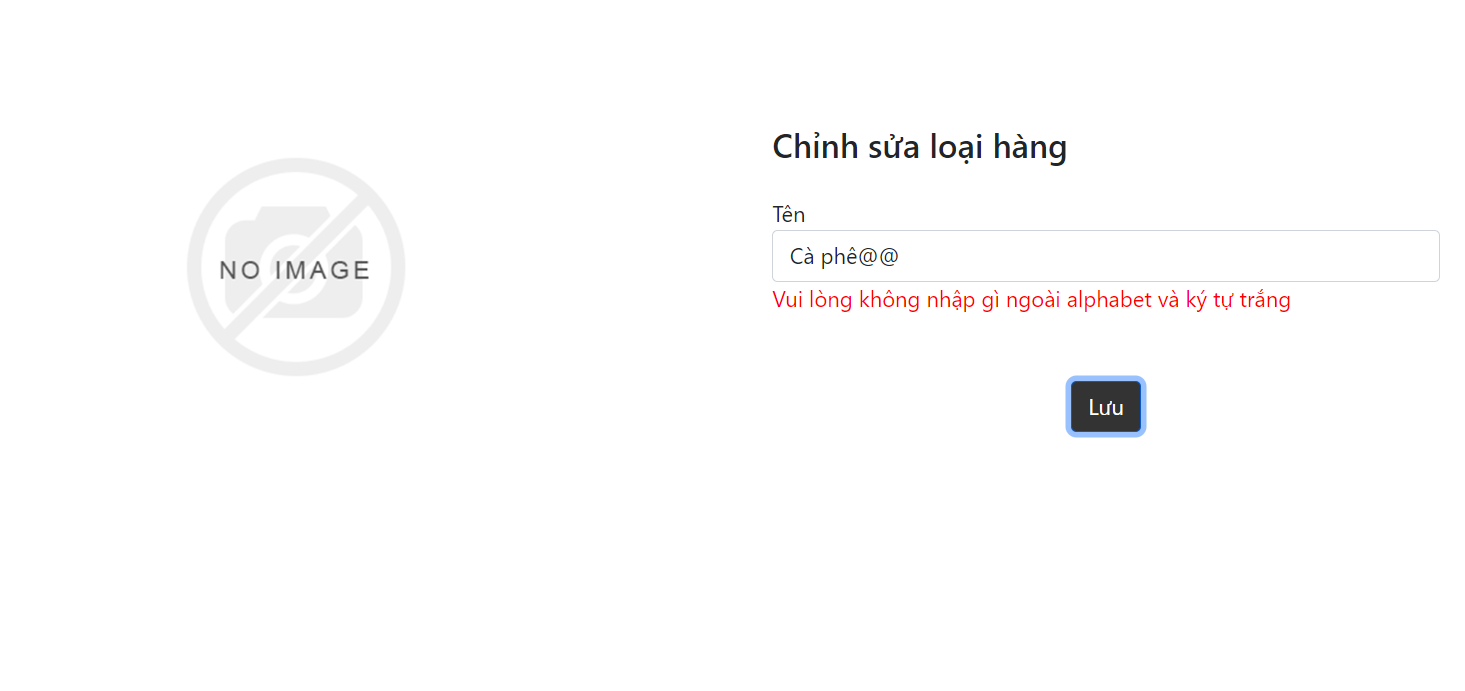 NO IMAGE
Chỉnh sửa loại hàng
Tên
Cà phê@@
Vui lòng không nhập gì ngoài alphabet và ký tự trắng
Lưu